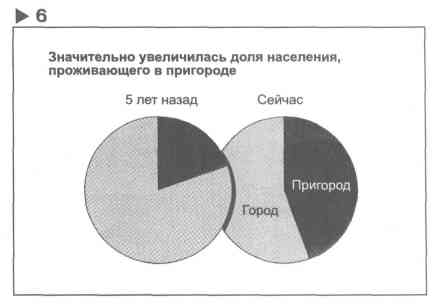 ▶ 6
Значительно увеличилась доля населения,
проживающего в пригороде
5 лет назад
Сейчас
Пригород
Город